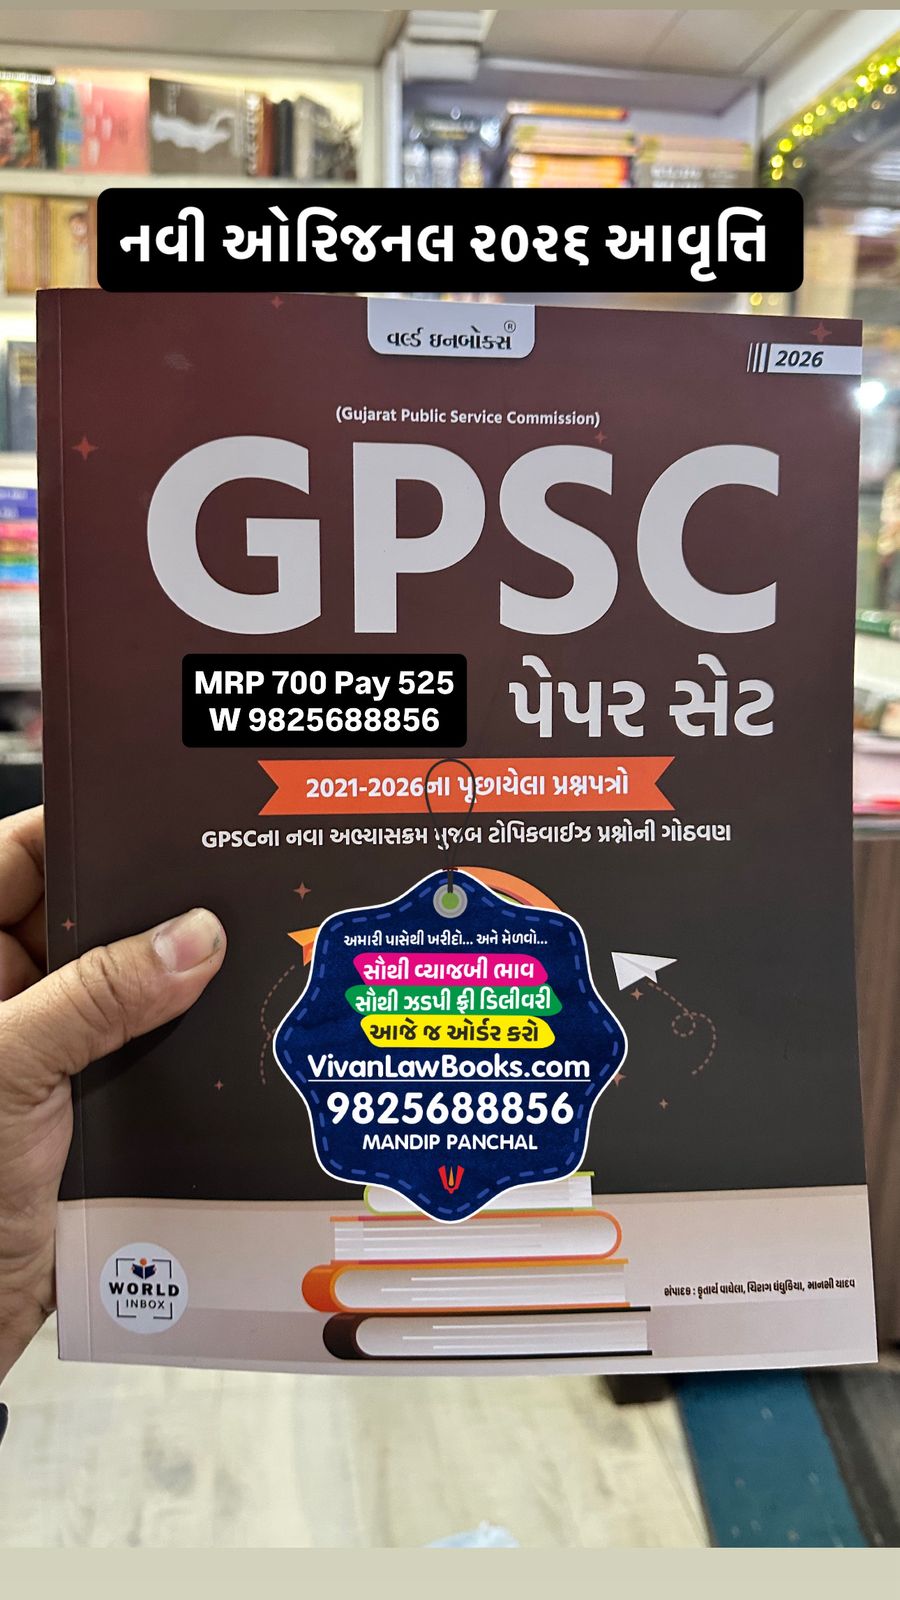 નવી ઓરિજનલ ૨૦૨૬ આવૃત્તિ
વર્લ્ડ ઇનબોક્સ ®
2026
(Gujarat Public Service Commission)
GPSC
MRP 700 Pay 525
W 9825688856
પેપર સેટ
2021-2026ના પૂછાયેલા પ્રશ્નપત્રો
GPSCના નવા અભ્યાસક્રમ મુજબ ટોપિકવાઈઝ પ્રશ્નોની ગોઠવણ
અમારી પાસેથી ખરીદો... અને મેળવો...
સૌથી વ્યાજબી ભાવ
સૌથી ઝડપી ફ્રી ડિલીવરી
આજે જ ઓર્ડર કરો
VivanLawBooks.com
9825688856
MANDIP PANCHAL
WORLD
INBOX
સંપાદક : કૃતાર્થ વાઘેલા, ચિરાગ ધંધુકિયા, માનસી યાદવ